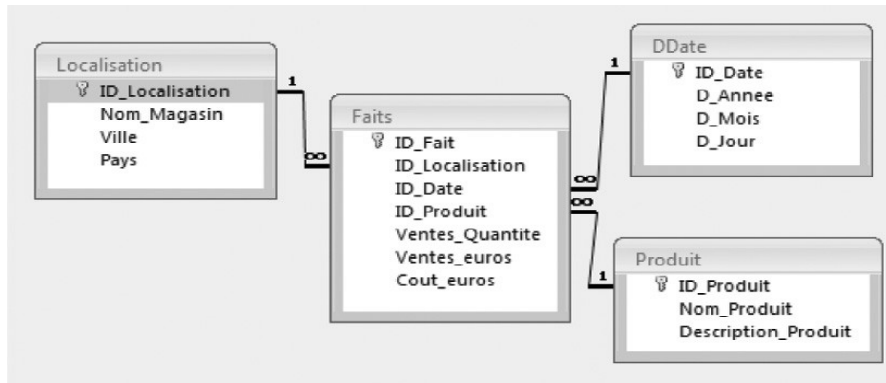 Localisation
ID_Localisation
Nom_Magasin
Ville
Pays
1
∞
Faits
ID_Fait
ID_Localisation
ID_Date
ID_Produit
Ventes_Quantite
Ventes_euros
Cout_euros
1
∞
DDate
ID_Date
D_Annee
D_Mois
D_Jour
∞
1
Produit
ID_Produit
Nom_Produit
Description_Produit